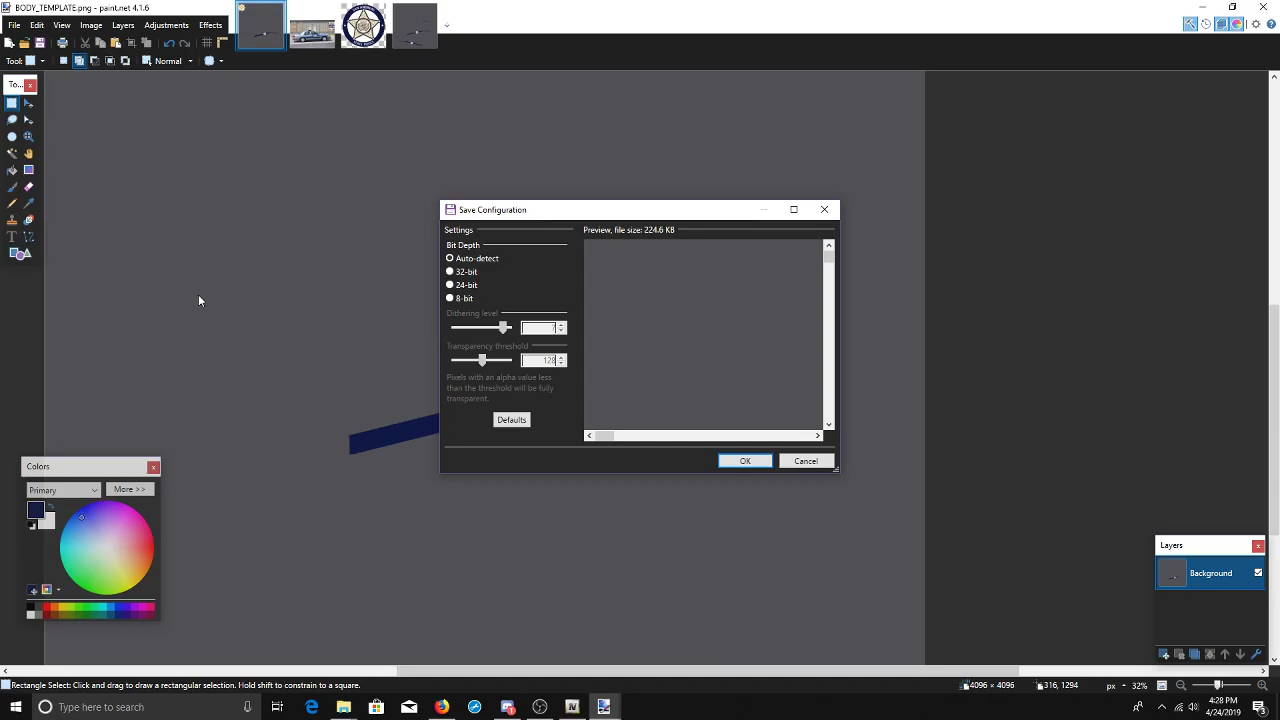 BODY_TEMPLATE.png - paint.net 4.1.6
File Edit View Image Layers Adjustments Effects
Tool Normal
To...
Save Configuration
Settings
Bit Depth
Auto-detect
32-bit
24-bit
8-bit
Dithering level
7
Transparency threshold
128
Pixels with an alpha value less
than the threshold will be fully
transparent.
Defaults
Preview, file size: 224.6 KB
OK Cancel
Colors
Primary More >>
Layers
Background
Rectangle Select: Click and drag to draw a rectangular selection. Hold shift to constrain to a square.
4096 × 4096 316, 1294 px 32%
Type here to search
4:28 PM
4/24/2019